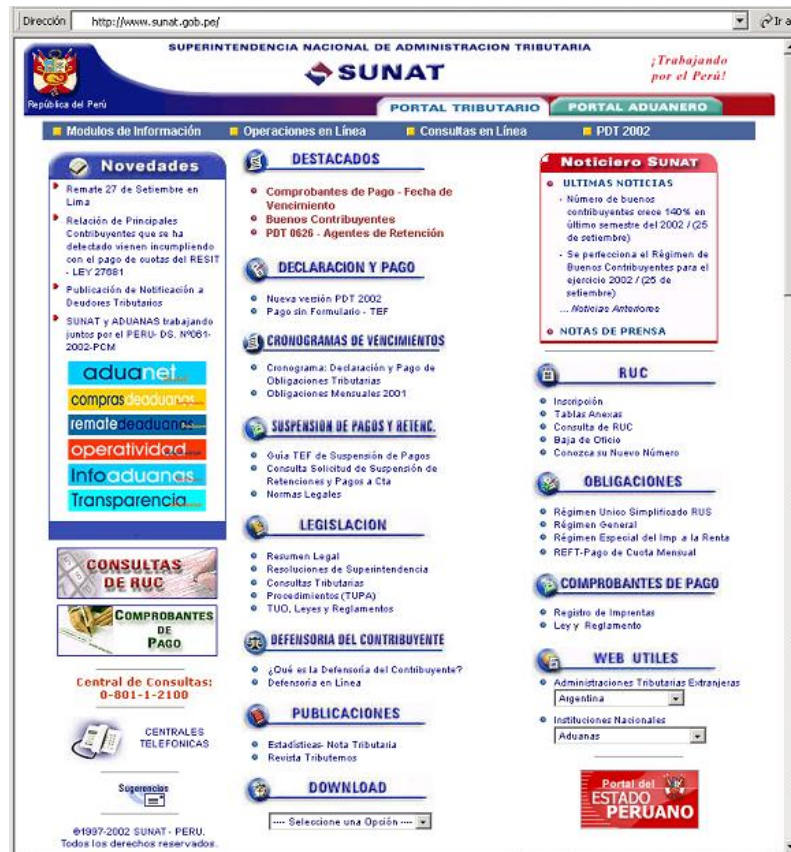 Dirección http://www.sunat.gob.pe/ Ir a
SUPERINTENDENCIA NACIONAL DE ADMINISTRACION TRIBUTARIA
SUNAT
¡Trabajando
por el Perú!
República del Perú
PORTAL TRIBUTARIO PORTAL ADUANERO
Modulos de Información Operaciones en Línea Consultas en Línea PDT 2002
Novedades
Remate 27 de Setiembre en
Lima
Relación de Principales
Contribuyentes que se ha
detectado vienen incumpliendo
con el pago de cuotas del RESIT
- LEY 27681
Publicación de Notificación a
Deudores Tributarios
SUNAT y ADUANAS trabajando
juntos por el PERU- DS. Nº061-
2002-PCM
aduanet
comprasdeaduanas
rematedeaduanas
operatividad
Infoaduanas
Transparencia
CONSULTAS
DE RUC
COMPROBANTES
DE
PAGO
Central de Consultas:
0-801-1-2100
CENTRALES
TELEFONICAS
Sugerencias
©1997-2002 SUNAT - PERU.
Todos los derechos reservados.
DESTACADOS
Comprobantes de Pago - Fecha de
Vencimiento
Buenos Contribuyentes
PDT 0626 - Agentes de Retención
DECLARACION Y PAGO
Nueva versión PDT 2002
Pago sin Formulario - TEF
CRONOGRAMAS DE VENCIMIENTOS
Cronograma: Declaración y Pago de
Obligaciones Tributarias
Obligaciones Mensuales 2001
SUSPENSION DE PAGOS Y RETENC.
Guia TEF de Suspensión de Pagos
Consulta Solicitud de Suspensión de
Retenciones y Pagos a Cta
Normas Legales
LEGISLACION
Resumen Legal
Resoluciones de Superintendencia
Consultas Tributarias
Procedimientos (TUPA)
TUO, Leyes y Reglamentos
DEFENSORIA DEL CONTRIBUYENTE
¿Qué es la Defensoría del Contribuyente?
Defensoría en Linea
PUBLICACIONES
Estadísticas- Nota Tributaria
Revista Tributemos
DOWNLOAD
---- Seleccione una Opción ----
Noticiero SUNAT
ULTIMAS NOTICIAS
- Número de buenos
contribuyentes crece 140% en
último semestre del 2002 / (25
de setiembre)
- Se perfecciona el Régimen de
Buenos Contribuyentes para el
ejercicio 2002 / (25 de
setiembre)
... Noticias Anteriores
NOTAS DE PRENSA
RUC
Inscripción
Tablas Anexas
Consulta de RUC
Baja de Oficio
Conozca su Nuevo Número
OBLIGACIONES
Régimen Unico Simplificado RUS
Régimen General
Régimen Especial del Imp. a la Renta
REFT-Pago de Cuota Mensual
COMPROBANTES DE PAGO
Registro de Imprentas
Ley y Reglamento
WEB UTILES
Administraciones Tributarias Extranjeras
Argentina
Instituciones Nacionales
Aduanas
Portal del
ESTADO
PERUANO